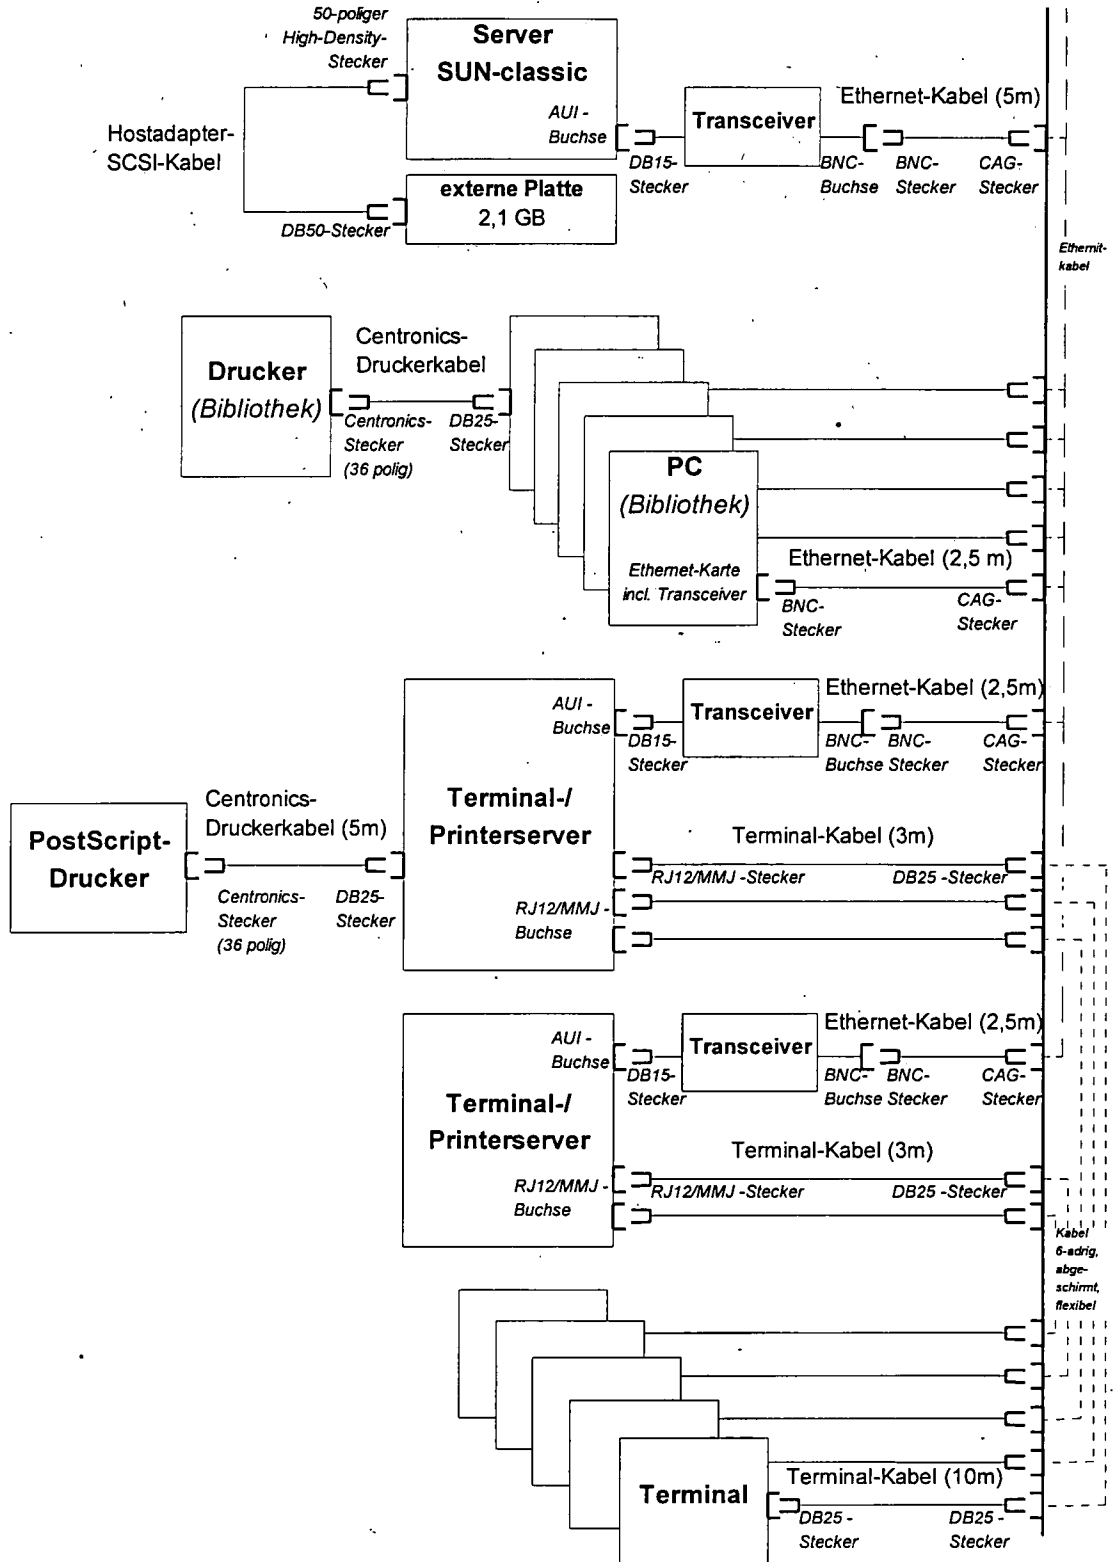 50-poliger
High-Density-
Stecker
Server
SUN-classic
AUI -
Buchse
Hostadapter-
SCSI-Kabel
DB15-
Stecker
Transceiver
Ethernet-Kabel (5m)
BNC-
Buchse
BNC-
Stecker
CAG-
Stecker
externe Platte
2,1 GB
DB50-Stecker
Ethernit-
kabel
Drucker
(Bibliothek)
Centronics-
Druckerkabel
Centronics-
Stecker
(36 polig)
DB25-
Stecker
PC
(Bibliothek)
Ethernet-Karte
incl. Transceiver
Ethernet-Kabel (2,5 m)
BNC-
Stecker
CAG-
Stecker
AUI -
Buchse
DB15-
Stecker
Transceiver
Ethernet-Kabel (2,5m)
BNC-
Buchse
BNC-
Stecker
CAG-
Stecker
Terminal-/
Printerserver
PostScript-
Drucker
Centronics-
Druckerkabel (5m)
Centronics-
Stecker
(36 polig)
DB25-
Stecker
Terminal-Kabel (3m)
RJ12/MMJ -Stecker
DB25 -Stecker
RJ12/MMJ -
Buchse
AUI -
Buchse
DB15-
Stecker
Transceiver
Ethernet-Kabel (2,5m)
BNC-
Buchse
BNC-
Stecker
CAG-
Stecker
Terminal-/
Printerserver
Terminal-Kabel (3m)
RJ12/MMJ -Stecker
DB25 -Stecker
RJ12/MMJ -
Buchse
Kabel
6-adrig,
abge-
schirmt,
flexibel
Terminal
Terminal-Kabel (10m)
DB25 -
Stecker
DB25 -
Stecker